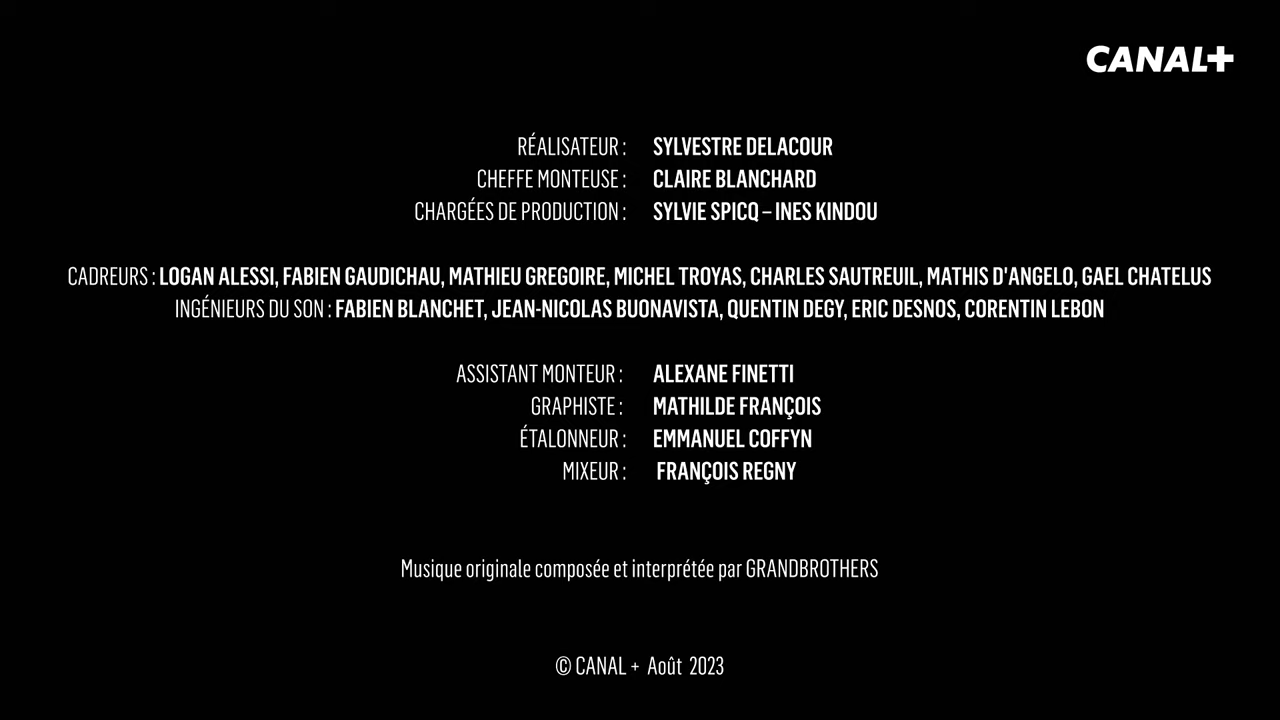 CANAL+
RÉALISATEUR : SYLVESTRE DELACOUR
CHEFFE MONTEUSE : CLAIRE BLANCHARD
CHARGÉES DE PRODUCTION : SYLVIE SPICQ – INES KINDOU
CADREURS : LOGAN ALESSI, FABIEN GAUDICHAU, MATHIEU GREGOIRE, MICHEL TROYAS, CHARLES SAUTREUIL, MATHIS D'ANGELO, GAEL CHATELUS
INGÉNIEURS DU SON : FABIEN BLANCHET, JEAN-NICOLAS BUONAVISTA, QUENTIN DEGY, ERIC DESNOS, CORENTIN LEBON
ASSISTANT MONTEUR : ALEXANE FINETTI
GRAPHISTE : MATHILDE FRANÇOIS
ÉTALONNEUR : EMMANUEL COFFYN
MIXEUR : FRANÇOIS REGNY
Musique originale composée et interprétée par GRANDBROTHERS
© CANAL + Août 2023